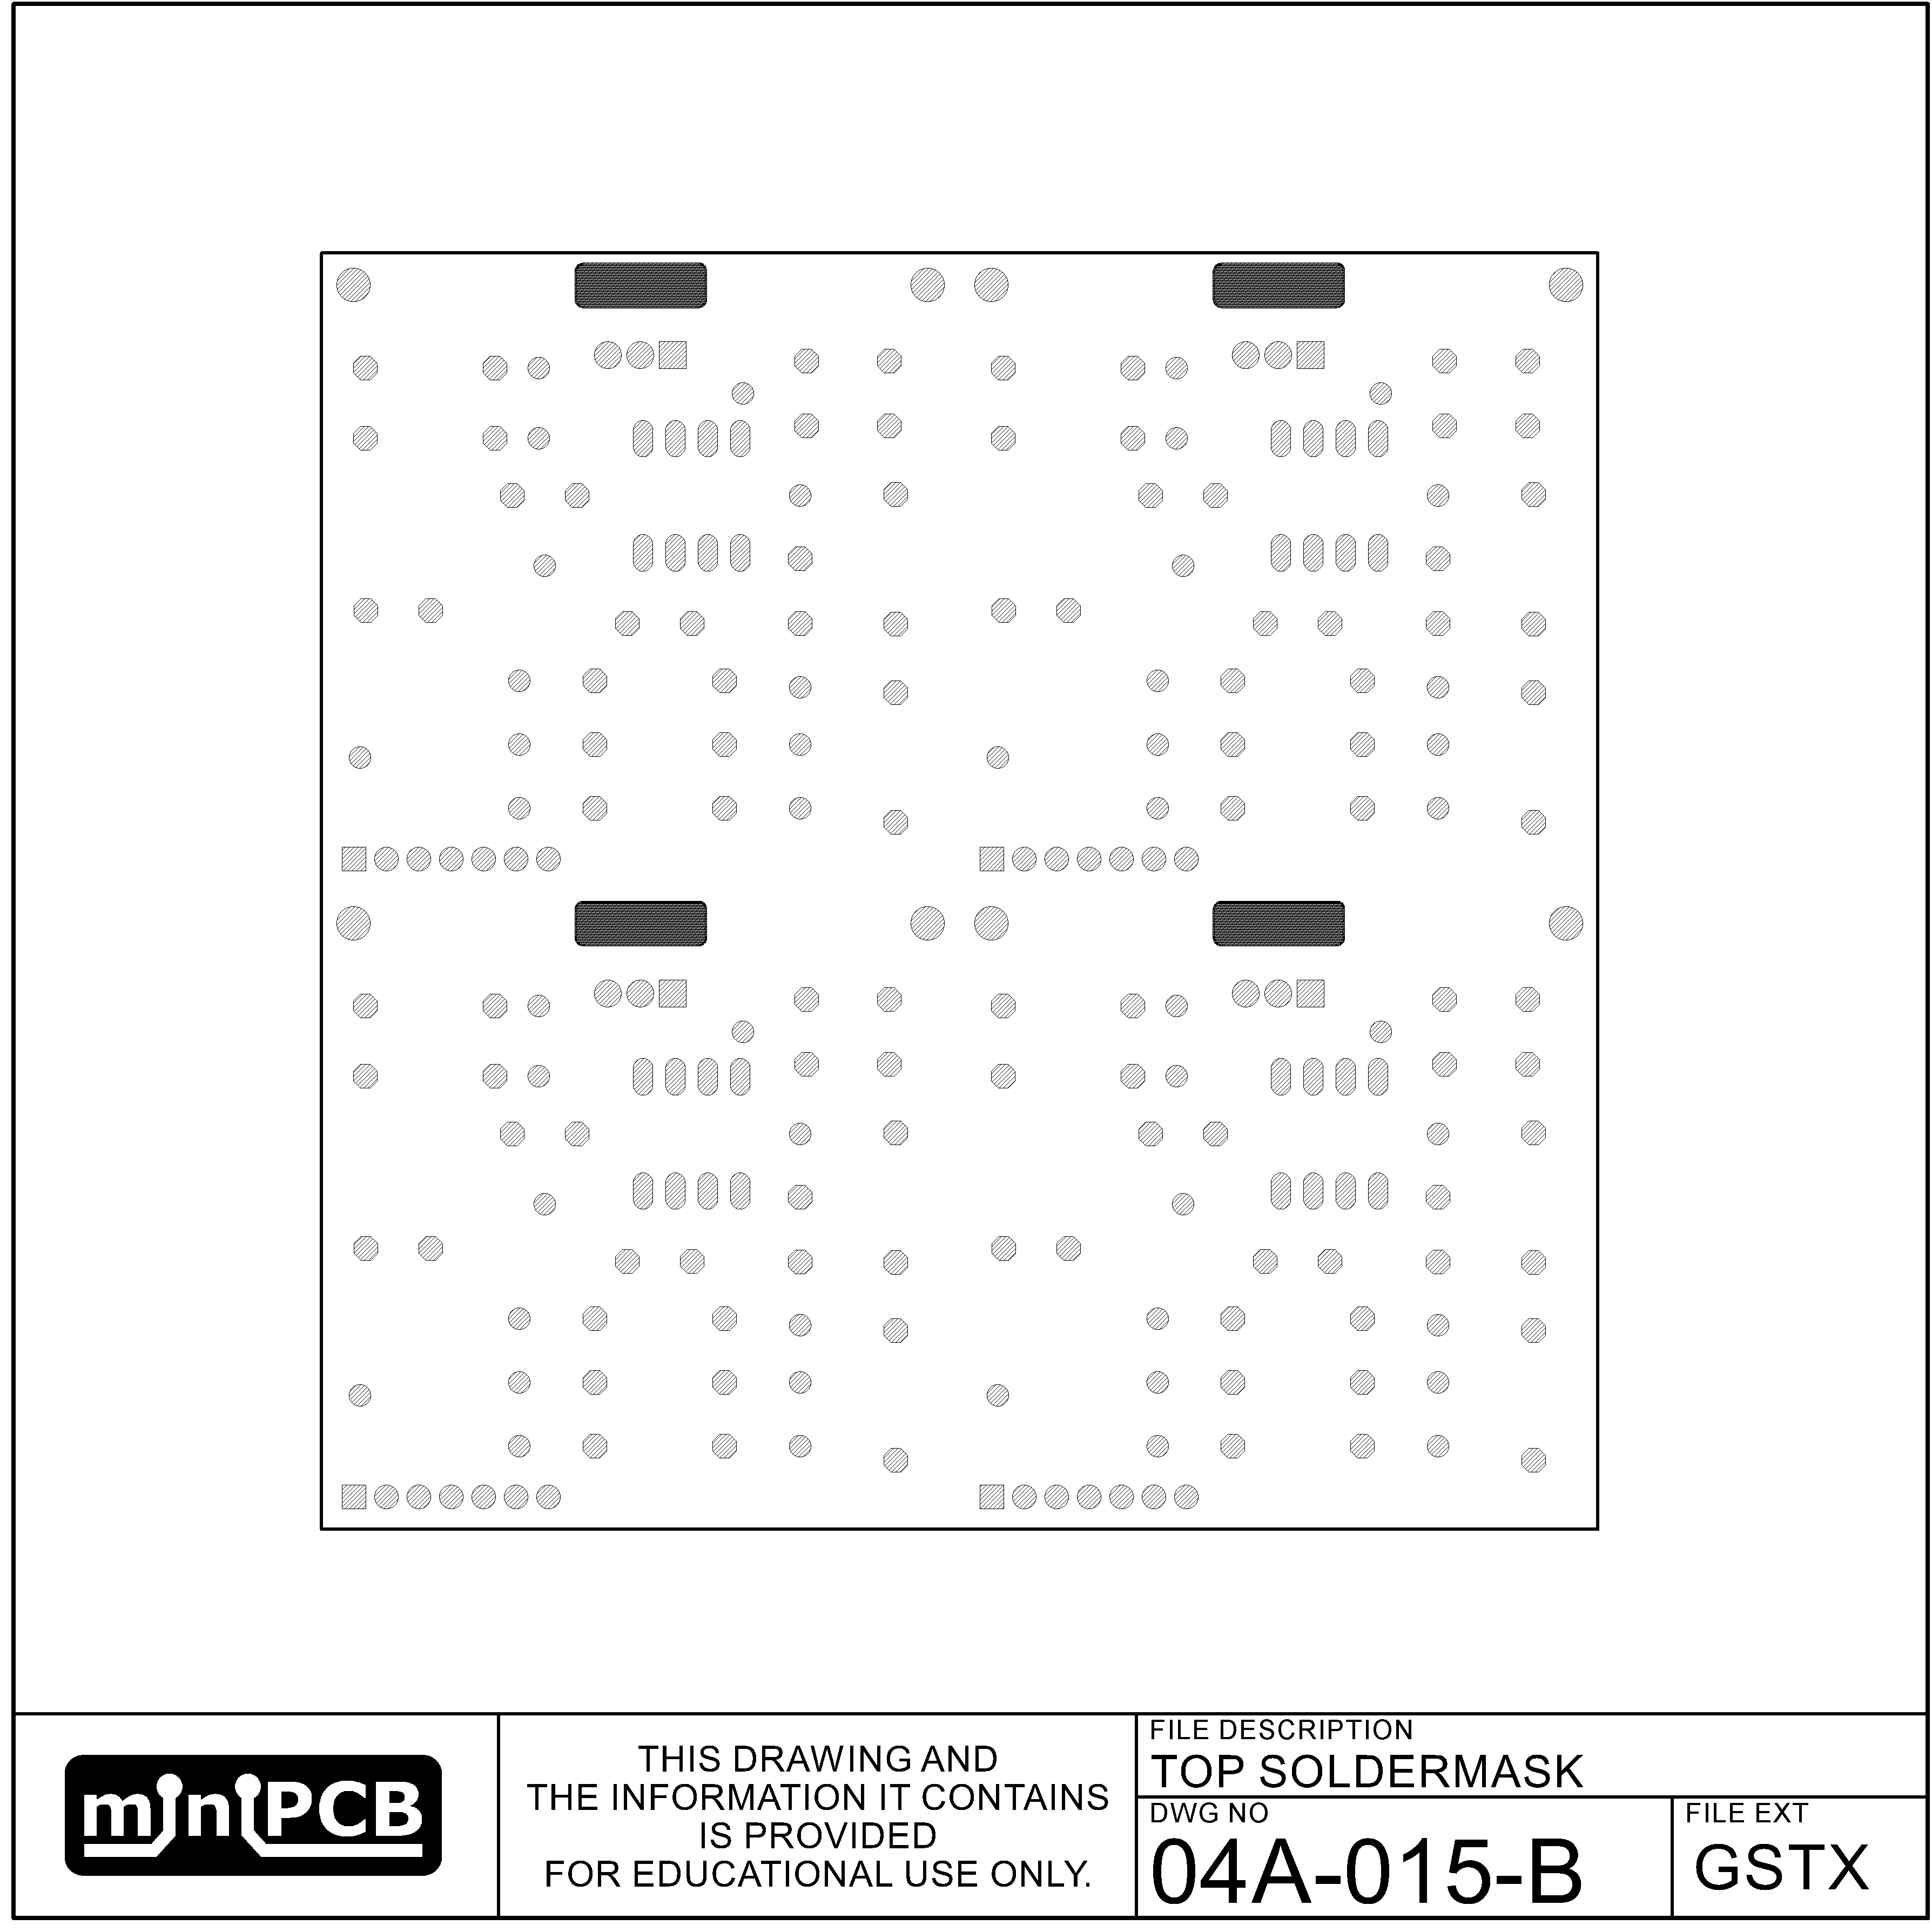 miniPCB
THIS DRAWING AND
THE INFORMATION IT CONTAINS
IS PROVIDED
FOR EDUCATIONAL USE ONLY.
FILE DESCRIPTION
TOP SOLDERMASK
DWG NO
04A-015-B
FILE EXT
GSTX